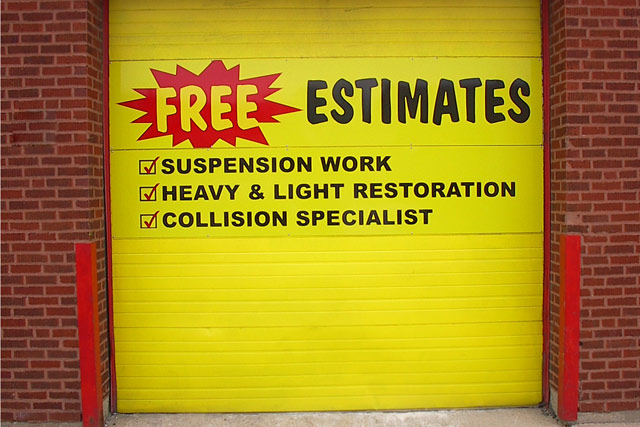 FREE ESTIMATES
SUSPENSION WORK
HEAVY & LIGHT RESTORATION
COLLISION SPECIALIST